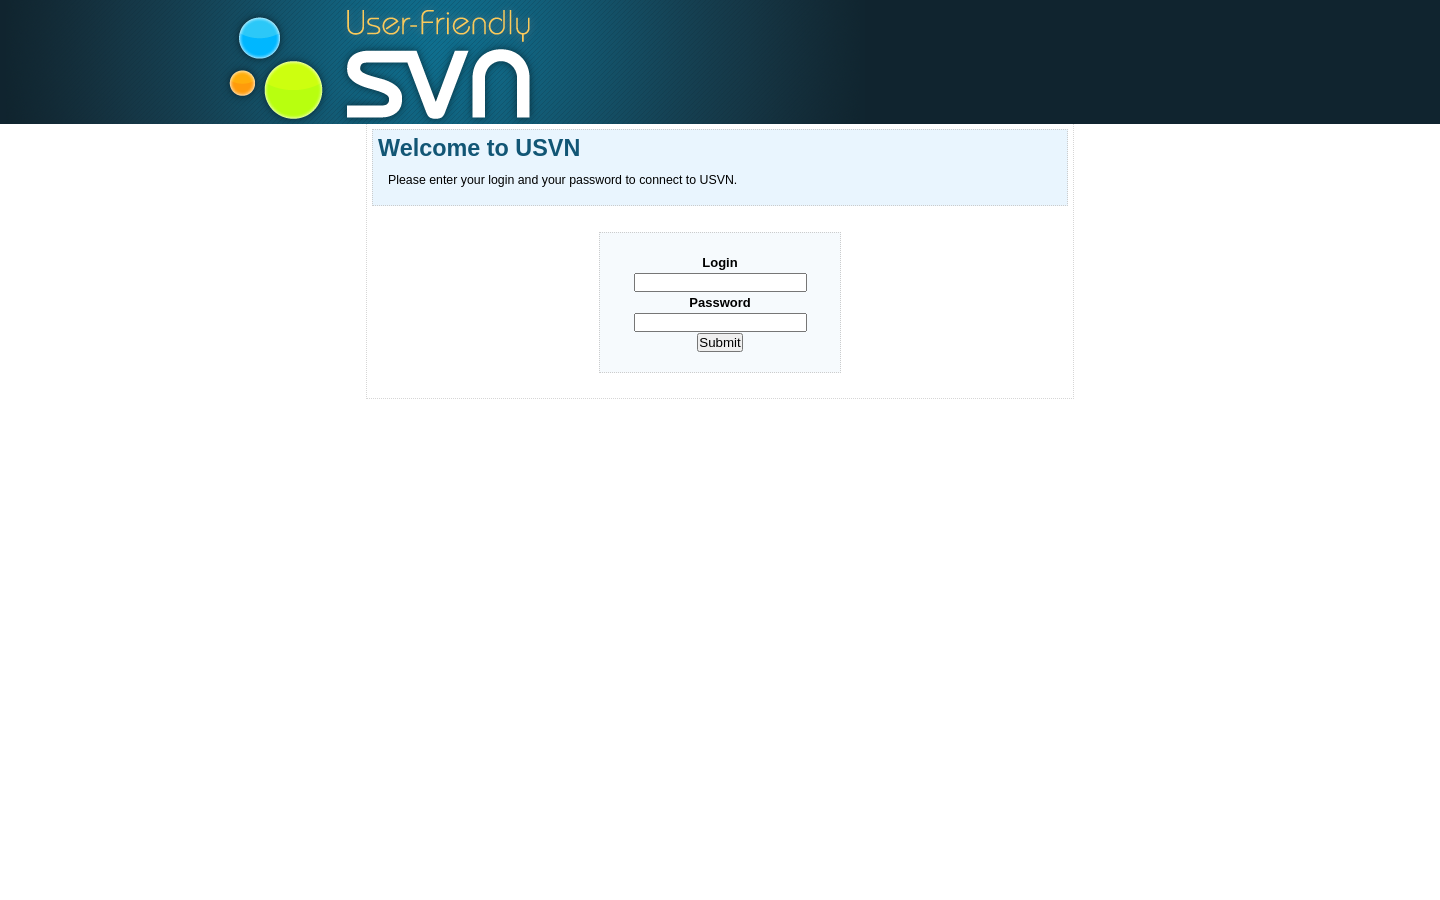 User-Friendly
SVN
Welcome to USVN
Please enter your login and your password to connect to USVN.
Login
Password
Submit